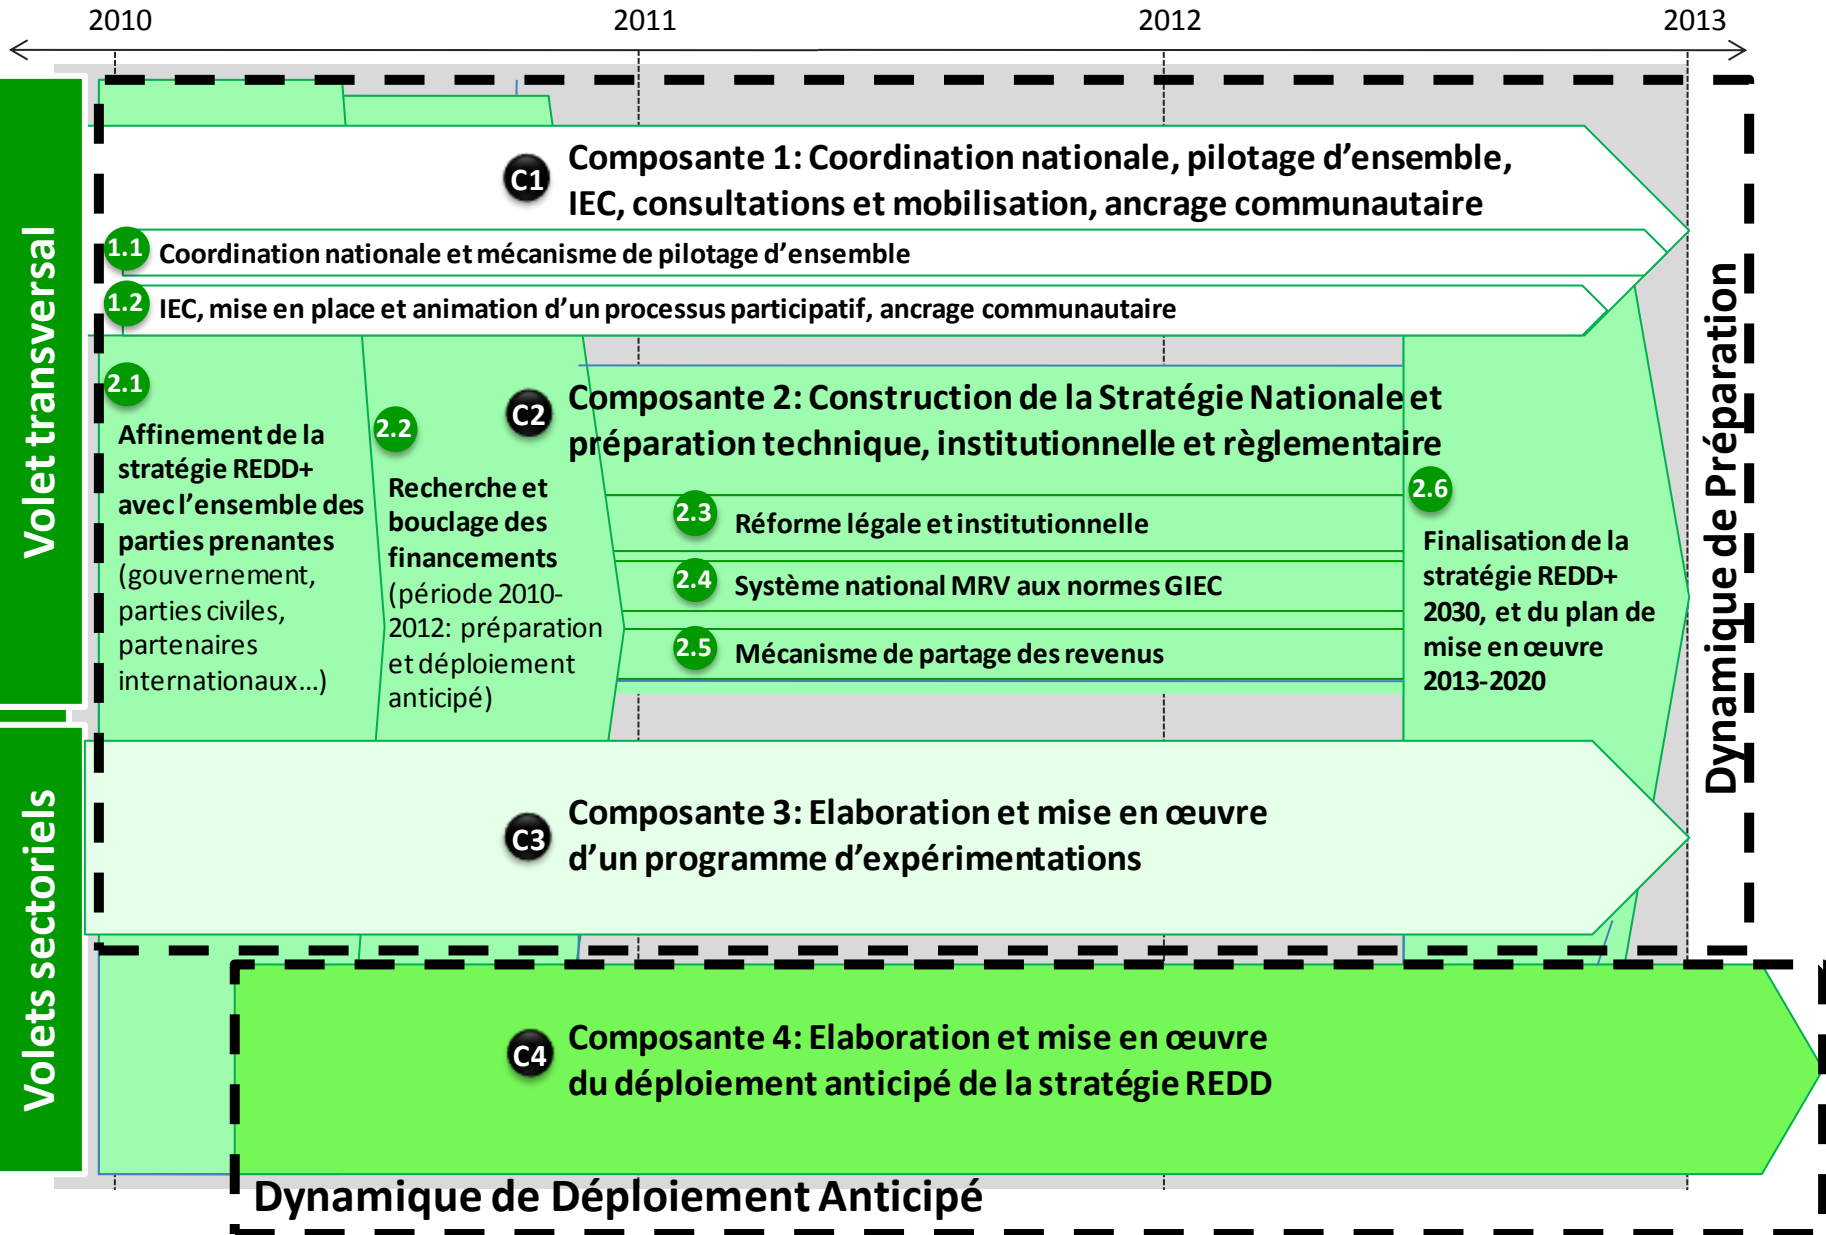 2010
2011
2012
2013
Volet transversal
Volets sectoriels
C1
Composante 1: Coordination nationale, pilotage d’ensemble,
IEC, consultations et mobilisation, ancrage communautaire
1.1
Coordination nationale et mécanisme de pilotage d’ensemble
1.2
IEC, mise en place et animation d’un processus participatif, ancrage communautaire
2.1
Affinement de la
stratégie REDD+
avec l’ensemble des
parties prenantes
(gouvernement,
parties civiles,
partenaires
internationaux…)
2.2
Recherche et
bouclage des
financements
(période 2010-
2012: préparation
et déploiement
anticipé)
C2
Composante 2: Construction de la Stratégie Nationale et
préparation technique, institutionnelle et règlementaire
2.3
Réforme légale et institutionnelle
2.4
Système national MRV aux normes GIEC
2.5
Mécanisme de partage des revenus
2.6
Finalisation de la
stratégie REDD+
2030, et du plan de
mise en œuvre
2013-2020
Dynamique de Préparation
C3
Composante 3: Elaboration et mise en œuvre
d’un programme d’expérimentations
C4
Composante 4: Elaboration et mise en œuvre
du déploiement anticipé de la stratégie REDD
Dynamique de Déploiement Anticipé